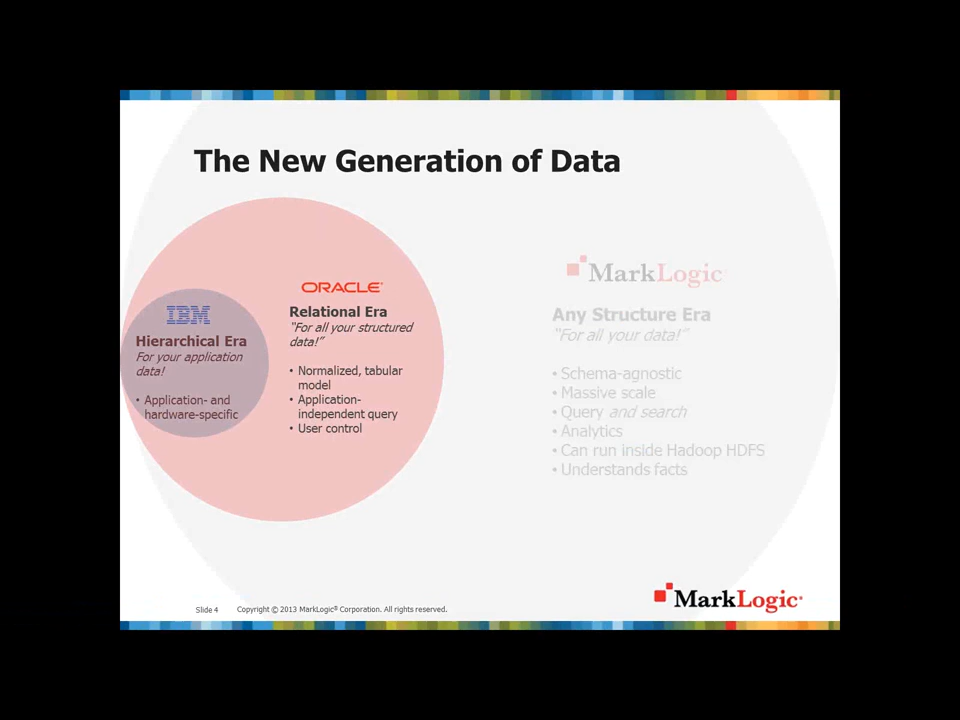 The New Generation of Data
IBM
Hierarchical Era
For your application
data!
• Application- and
hardware-specific
ORACLE®
Relational Era
“For all your structured
data!”
• Normalized, tabular
model
• Application-
independent query
• User control
MarkLogic
Any Structure Era
“For all your data!”
• Schema-agnostic
• Massive scale
• Query and search
• Analytics
• Can run inside Hadoop HDFS
• Understands facts
Slide 4 Copyright © 2013 MarkLogic® Corporation. All rights reserved.
MarkLogic®